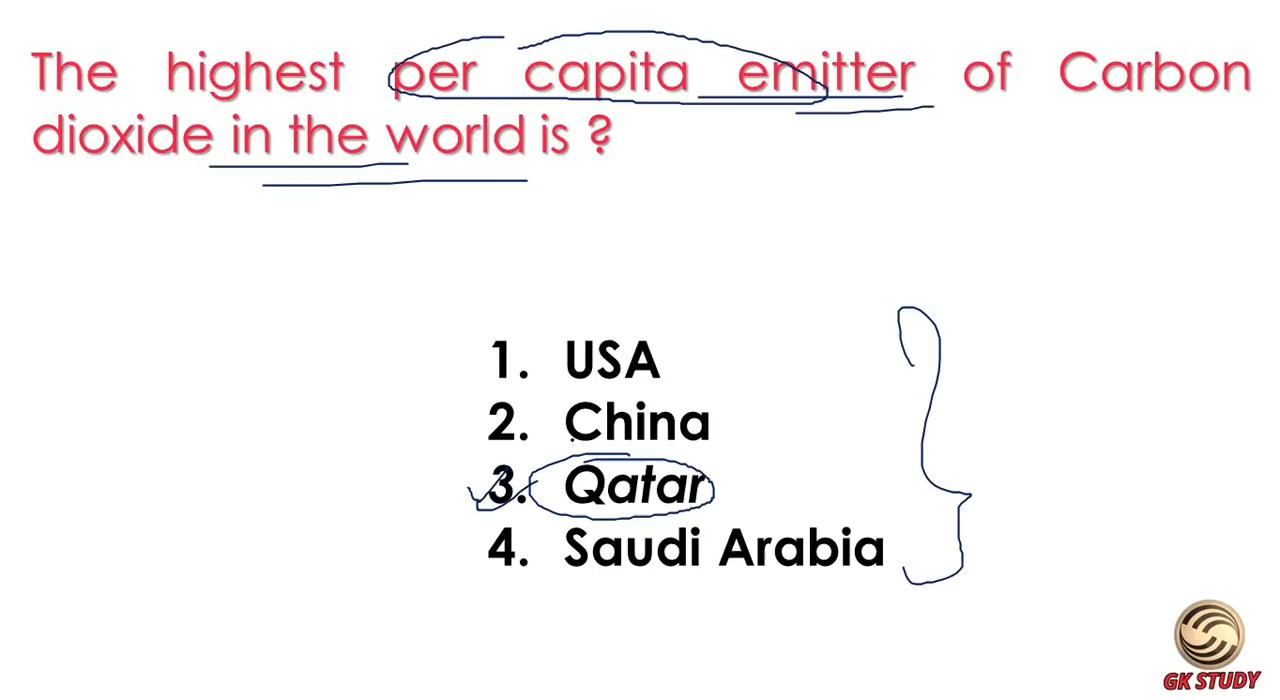 The highest per capita emitter of Carbon
dioxide in the world is ?
1. USA
2. China
3. Qatar
4. Saudi Arabia
GK STUDY